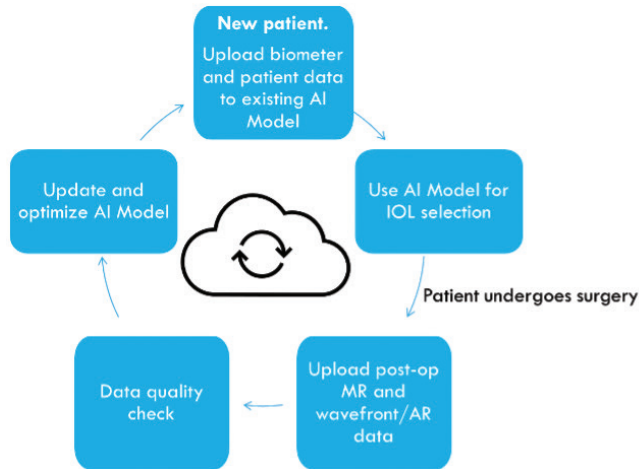 New patient.
Upload biometer
and patient data
to existing AI
Model
Use AI Model for
IOL selection
Patient undergoes surgery
Upload post-op
MR and
wavefront/AR
data
Data quality
check
Update and
optimize AI Model